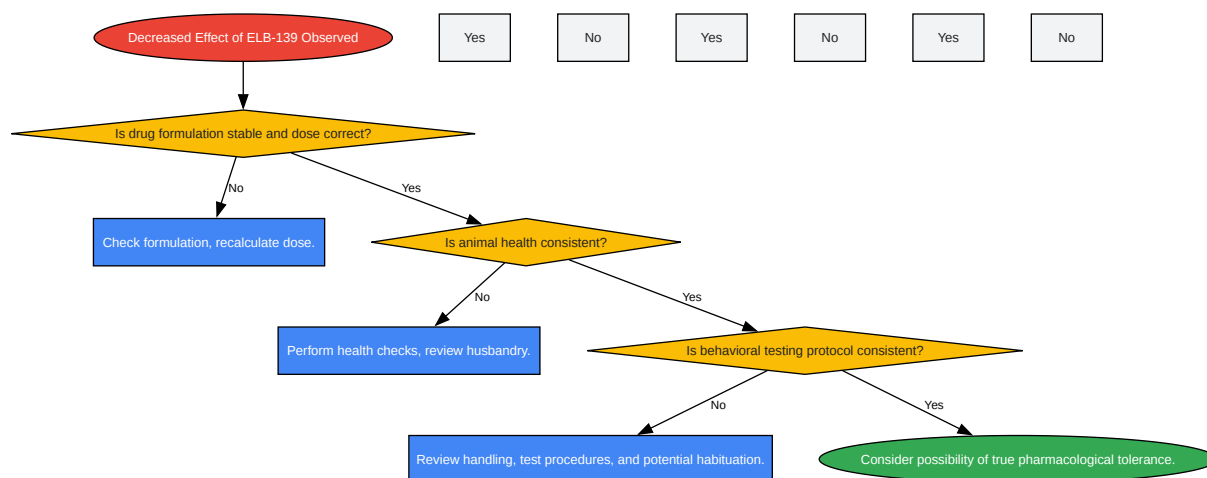 Decreased Effect of ELB-139 Observed
Yes
No
Yes
No
Yes
No
Is drug formulation stable and dose correct?
No
Yes
Check formulation, recalculate dose.
Is animal health consistent?
No
Yes
Perform health checks, review husbandry.
Is behavioral testing protocol consistent?
No
Yes
Review handling, test procedures, and potential habituation.
Consider possibility of true pharmacological tolerance.